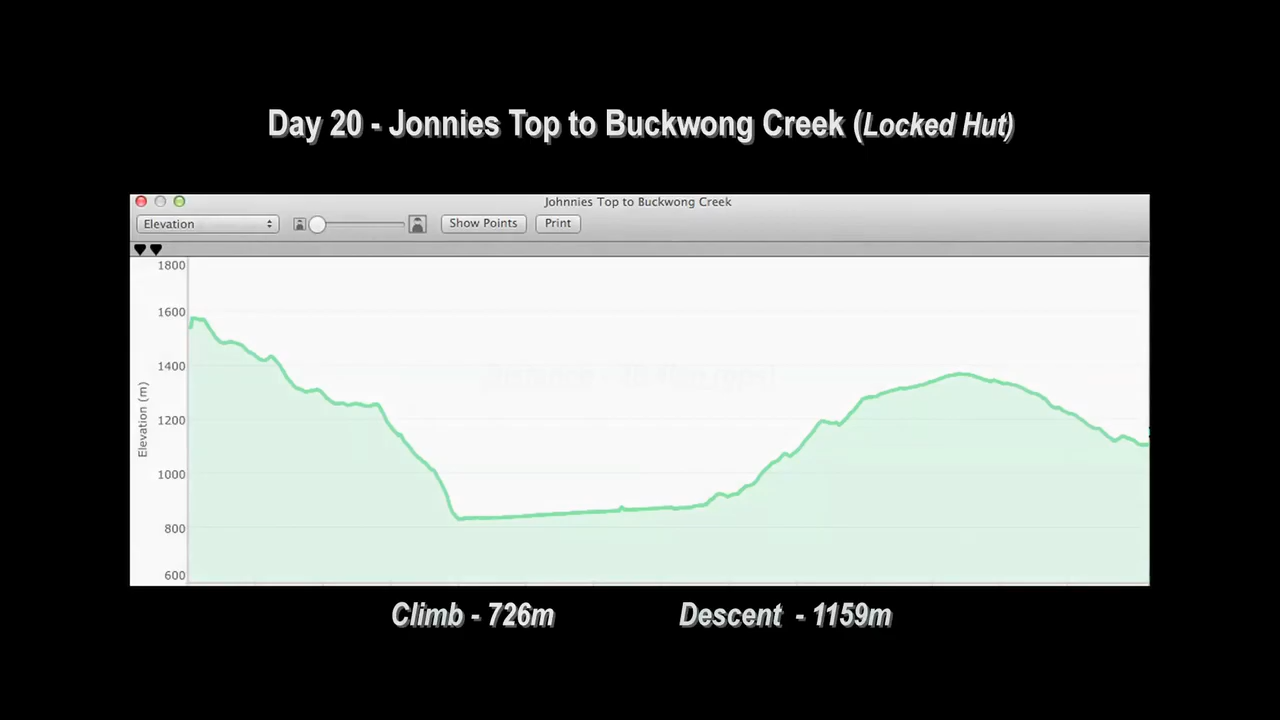 Day 20 - Jonnies Top to Buckwong Creek (Locked Hut)
Johnnies Top to Buckwong Creek
Elevation Show Points Print
1800
1600
1400
1200
1000
800
600
Elevation (m)
Climb - 726m Descent - 1159m